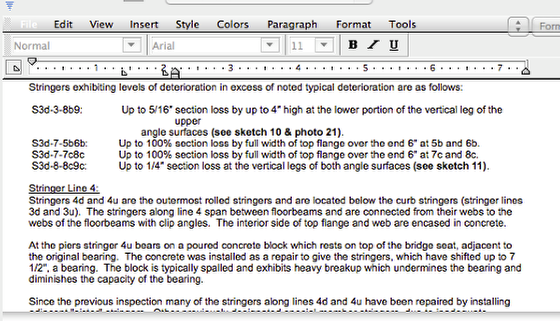 File Edit View Insert Style Colors Paragraph Format Tools
Normal Arial 11 B I U Form
1 2 3 4 5 6 7
Stringers exhibiting levels of deterioration in excess of noted typical deterioration are as follows:
S3d-3-8b9: Up to 5/16" section loss by up to 4" high at the lower portion of the vertical leg of the
upper
angle surfaces (see sketch 10 & photo 21).
S3d-7-5b6b: Up to 100% section loss by full width of top flange over the end 6" at 5b and 6b.
S3d-7-7c8c Up to 100% section loss by full width of top flange over the end 6" at 7c and 8c.
S3d-8-8c9c: Up to 1/4" section loss at the vertical legs of both angle surfaces (see sketch 11).
Stringer Line 4:
Stringers 4d and 4u are the outermost rolled stringers and are located below the curb stringers (stringer lines
3d and 3u). The stringers along line 4 span between floorbeams and are connected from their webs to the
webs of the floorbeams with clip angles. The interior side of top flange and web are encased in concrete.
At the piers stringer 4u bears on a poured concrete block which rests on top of the bridge seat, adjacent to
the original bearing. The concrete was installed as a repair to give the stringers, which have shifted up to 7
1/2", a bearing. The block is typically spalled and exhibits heavy breakup which undermines the bearing and
diminishes the capacity of the bearing.
Since the previous inspection many of the stringers along lines 4d and 4u have been repaired by installing